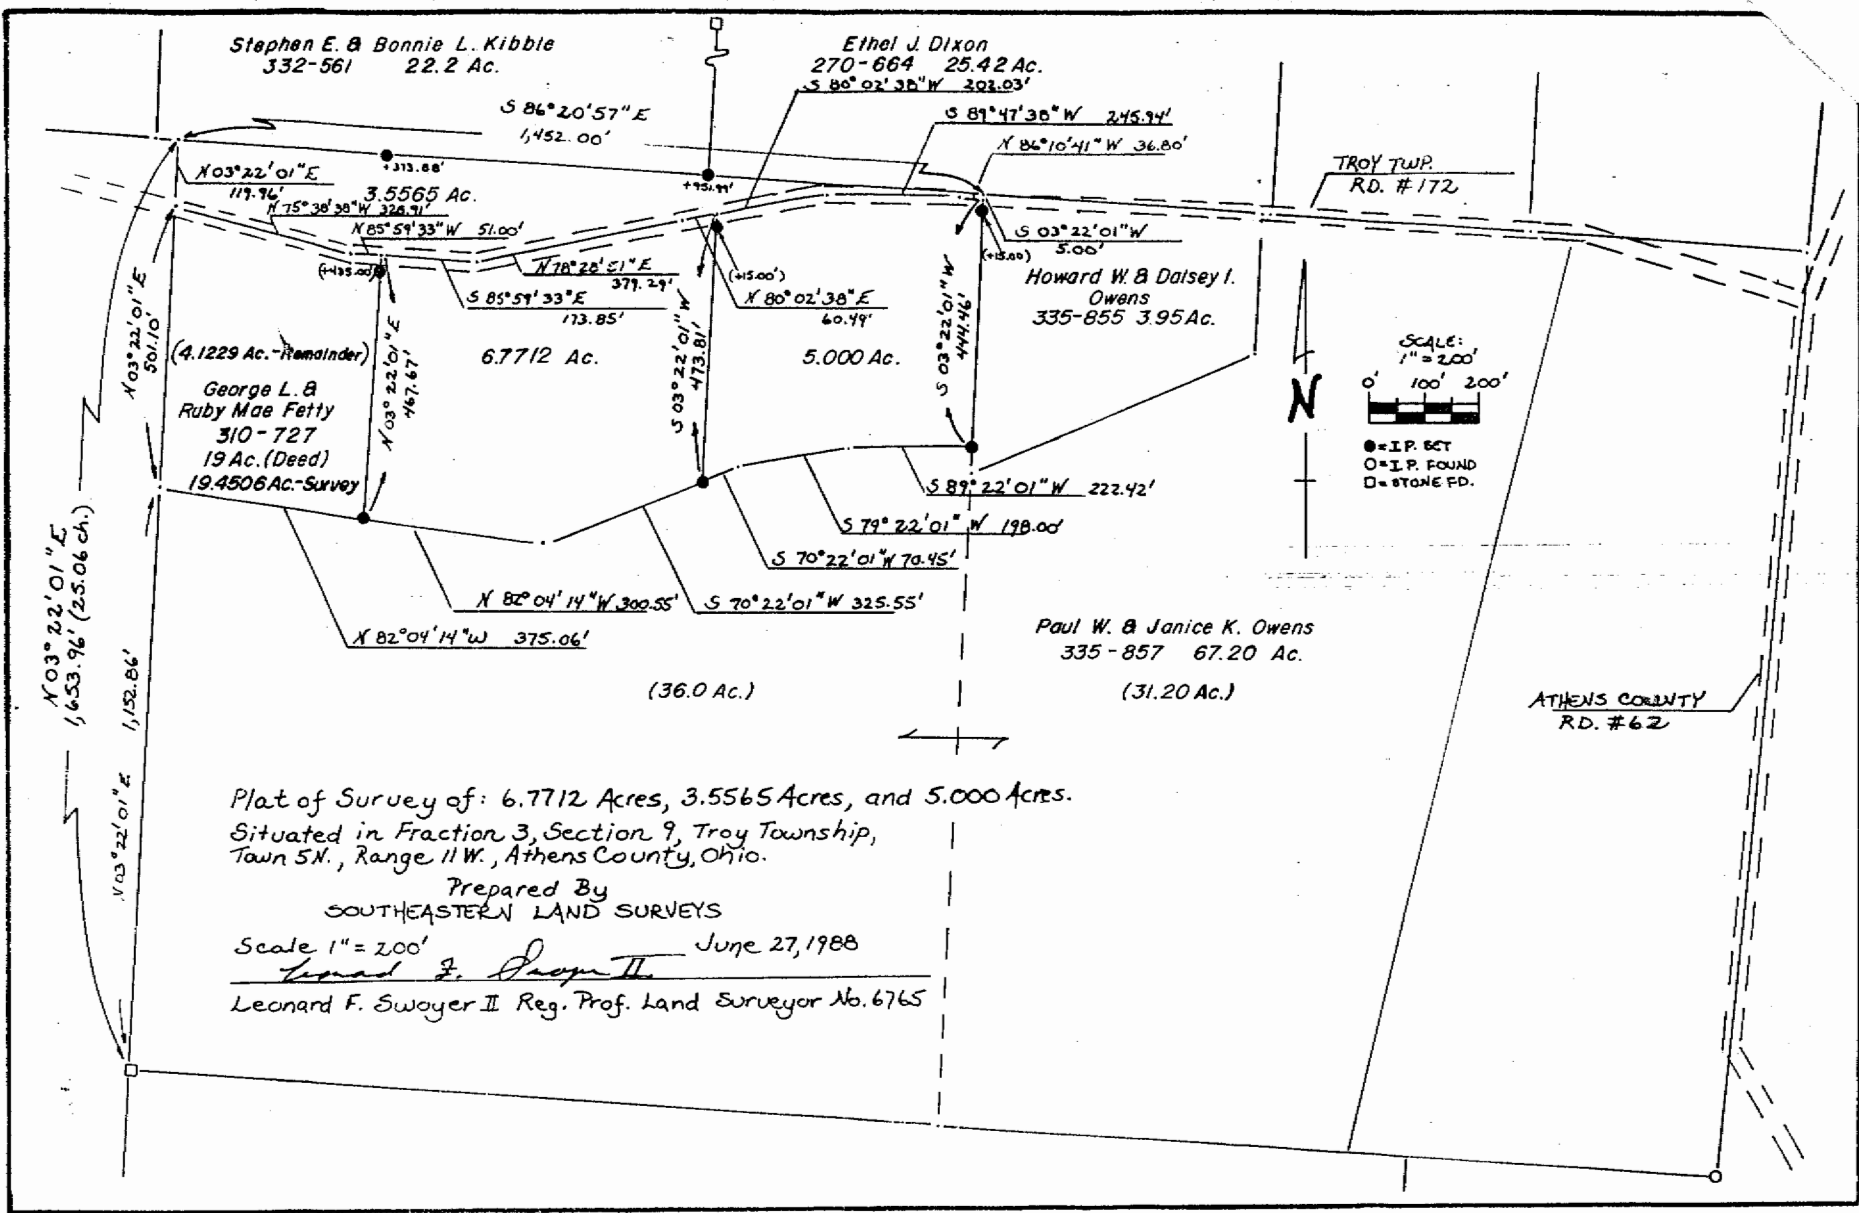 Stephen E. & Bonnie L. Kibble
332-561 22.2 Ac.
Ethel J. Dixon
270-664 25.42 Ac.
S 80°02'38"W 202.03'
S 86°20'57"E
1,452.00'
S 89°47'38"W 245.94'
N 86°10'41"W 36.80'
TROY TWP.
RD. #172
N 03°22'01"E
119.96'
+313.88'
+951.99'
3.5565 Ac.
N 75°38'38"W 328.91'
N 85°59'33"W 51.00'
(+435.00)
N 78°28'51"E
379.29'
S 85°59'33"E
173.85'
(+15.00')
N 80°02'38"E
60.49'
S 03°22'01"W
5.00'
(+15.00)
Howard W. & Daisey I.
Owens
335-855 3.95 Ac.
N 03°22'01"E
501.10'
(4.1229 Ac.-Remainder)
George L. &
Ruby Mae Fetty
310-727
19 Ac. (Deed)
19.4506 Ac.-Survey
N 03°22'01"E
467.67'
6.7712 Ac.
S 03°22'01"W
473.81'
5.000 Ac.
S 03°22'01"W
444.46'
N
SCALE:
1"=200'
0' 100' 200'
●=I.P. SET
○=I.P. FOUND
□=STONE FD.
S 89°22'01"W 222.42'
S 79°22'01"W 198.00'
S 70°22'01"W 70.45'
N 82°04'14"W 300.55'
S 70°22'01"W 325.55'
N 82°04'14"W 375.06'
N 03°22'01"E
1,653.96' (25.06 ch.)
N 03°22'01"E 1,152.86'
Paul W. & Janice K. Owens
335-857 67.20 Ac.
(36.0 Ac.)
(31.20 Ac.)
ATHENS COUNTY
RD. #62
Plat of Survey of: 6.7712 Acres, 3.5565 Acres, and 5.000 Acres.
Situated in Fraction 3, Section 9, Troy Township,
Town 5N., Range 11W., Athens County, Ohio.
Prepared By
SOUTHEASTERN LAND SURVEYS
Scale 1"=200' June 27, 1988
Leonard F. Swoyer II
Leonard F. Swoyer II Reg. Prof. Land Surveyor No. 6765